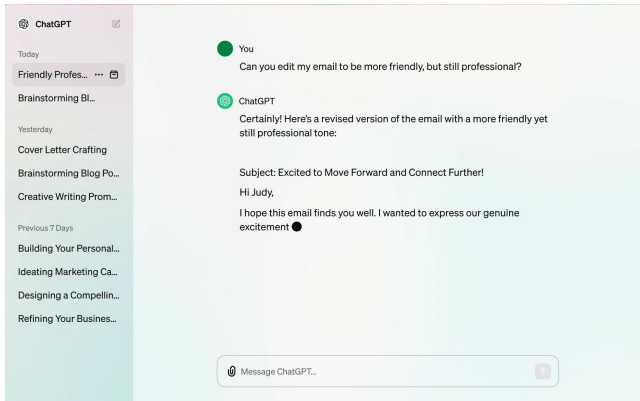 ChatGPT
Today
Friendly Profes...
Brainstorming Bl...
Yesterday
Cover Letter Crafting
Brainstorming Blog Po...
Creative Writing Prom...
Previous 7 Days
Building Your Personal...
Ideating Marketing Ca...
Designing a Compellin...
Refining Your Busines...
You
Can you edit my email to be more friendly, but still professional?
ChatGPT
Certainly! Here's a revised version of the email with a more friendly yet
still professional tone:
Subject: Excited to Move Forward and Connect Further!
Hi Judy,
I hope this email finds you well. I wanted to express our genuine
excitement
Message ChatGPT...